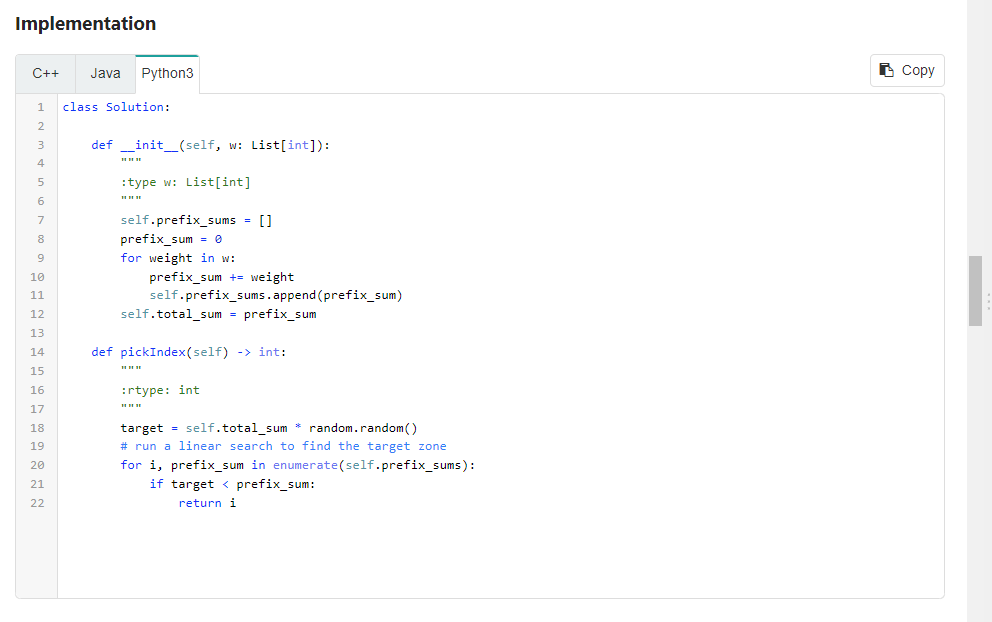 Implementation
C++ Java Python3 Copy
1 class Solution:
2
3     def __init__(self, w: List[int]):
4         """
5         :type w: List[int]
6         """
7         self.prefix_sums = []
8         prefix_sum = 0
9         for weight in w:
10             prefix_sum += weight
11             self.prefix_sums.append(prefix_sum)
12         self.total_sum = prefix_sum
13
14     def pickIndex(self) -> int:
15         """
16         :rtype: int
17         """
18         target = self.total_sum * random.random()
19         # run a linear search to find the target zone
20         for i, prefix_sum in enumerate(self.prefix_sums):
21             if target < prefix_sum:
22                 return i